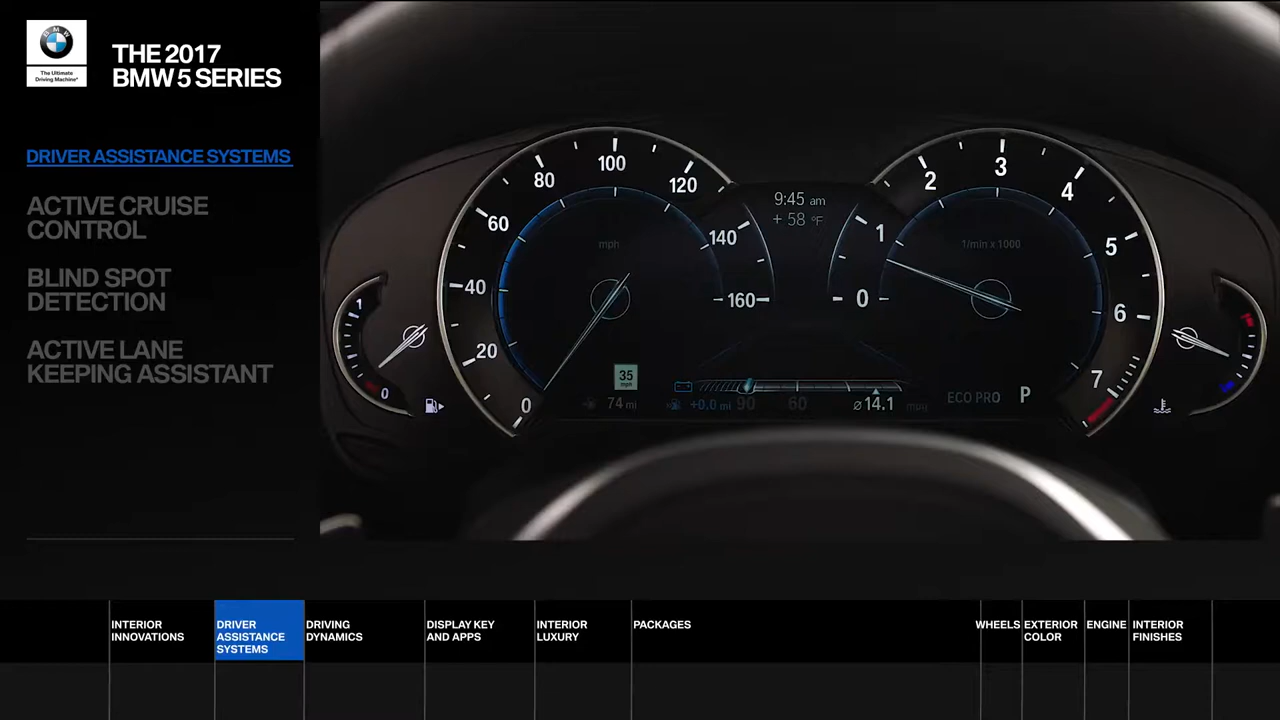 BMW
The Ultimate
Driving Machine®
THE 2017
BMW 5 SERIES
DRIVER ASSISTANCE SYSTEMS
ACTIVE CRUISE
CONTROL
BLIND SPOT
DETECTION
ACTIVE LANE
KEEPING ASSISTANT
1
0
0
20
40
60
80
100
120
140
160
mph
9:45 am
+ 58 °F
35
mph
74 mi
+0.0 mi
90
60
⌀ 14.1 mpg
0
1
2
3
4
5
6
7
1/min x 1000
ECO PRO
P
INTERIOR
INNOVATIONS
DRIVER
ASSISTANCE
SYSTEMS
DRIVING
DYNAMICS
DISPLAY KEY
AND APPS
INTERIOR
LUXURY
PACKAGES
WHEELS
EXTERIOR
COLOR
ENGINE
INTERIOR
FINISHES